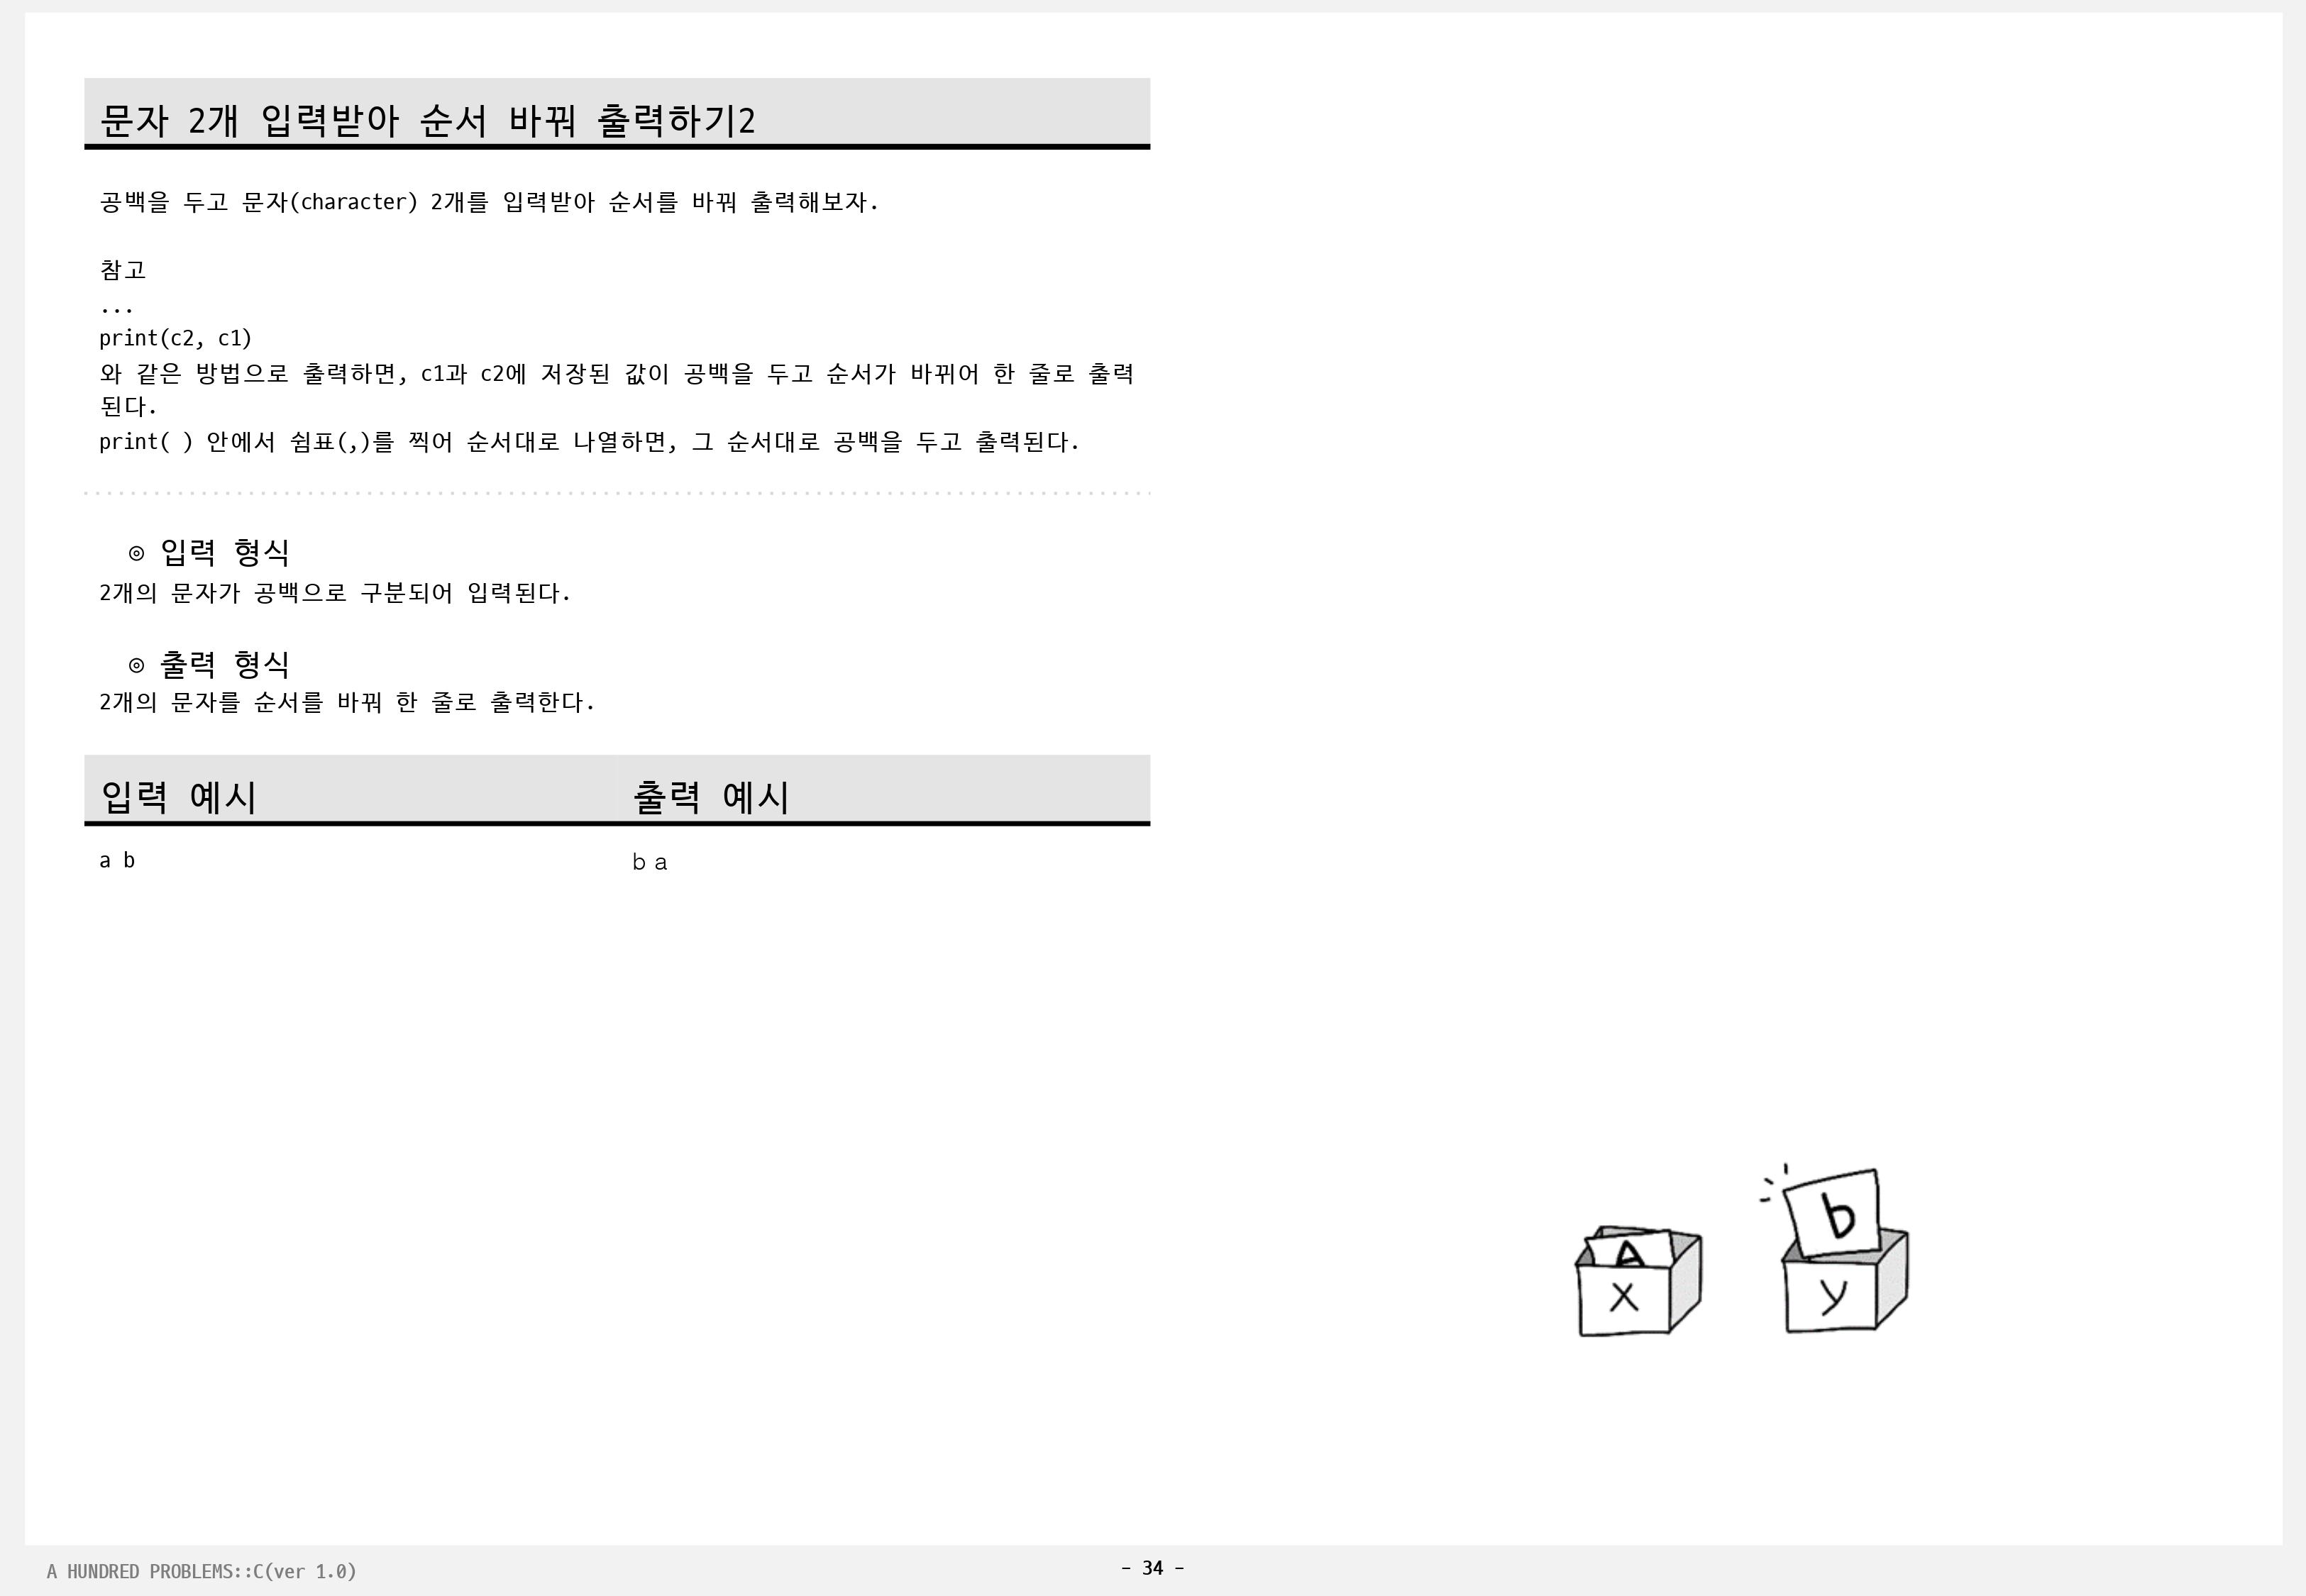 문자 2개 입력받아 순서 바꿔 출력하기2
공백을 두고 문자(character) 2개를 입력받아 순서를 바꿔 출력해보자.
참고
...
print(c2, c1)
와 같은 방법으로 출력하면, c1과 c2에 저장된 값이 공백을 두고 순서가 바뀌어 한 줄로 출력
된다.
print( ) 안에서 쉼표(,)를 찍어 순서대로 나열하면, 그 순서대로 공백을 두고 출력된다.
◎ 입력 형식
2개의 문자가 공백으로 구분되어 입력된다.
◎ 출력 형식
2개의 문자를 순서를 바꿔 한 줄로 출력한다.
입력 예시 출력 예시
a b b a
A b
x y
A HUNDRED PROBLEMS::C(ver 1.0) - 34 -